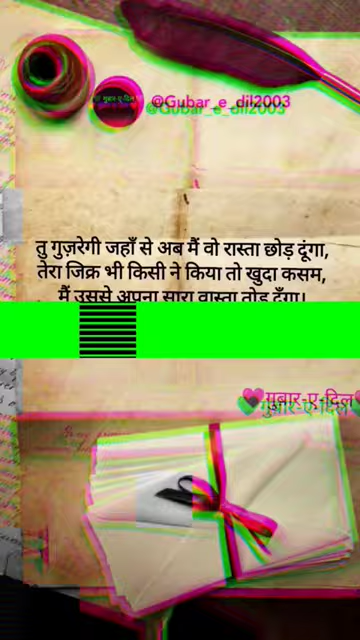 गुबार-ए-दिल
@Gubar_e_dil2003
तु गुज़रेगी जहाँ से अब मैं वो रास्ता छोड़ दूंगा,
तेरा जिक्र भी किसी ने किया तो खुदा कसम,
मैं उससे अपना सारा वास्ता तोड़ दूँगा।
गुबार-ए-दिल